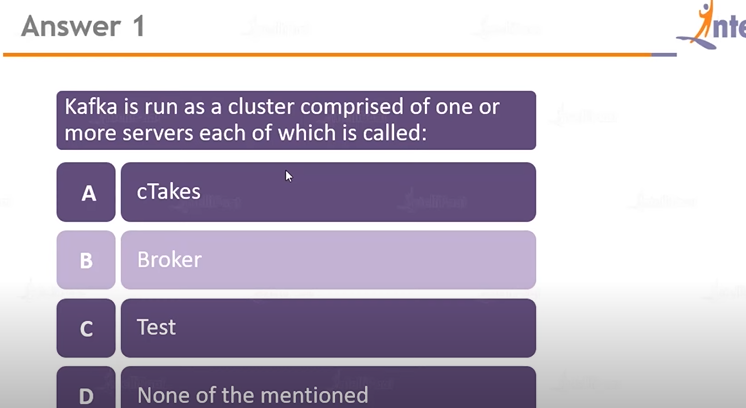 Answer 1
Kafka is run as a cluster comprised of one or
more servers each of which is called:
A
cTakes
B
Broker
C
Test
D
None of the mentioned